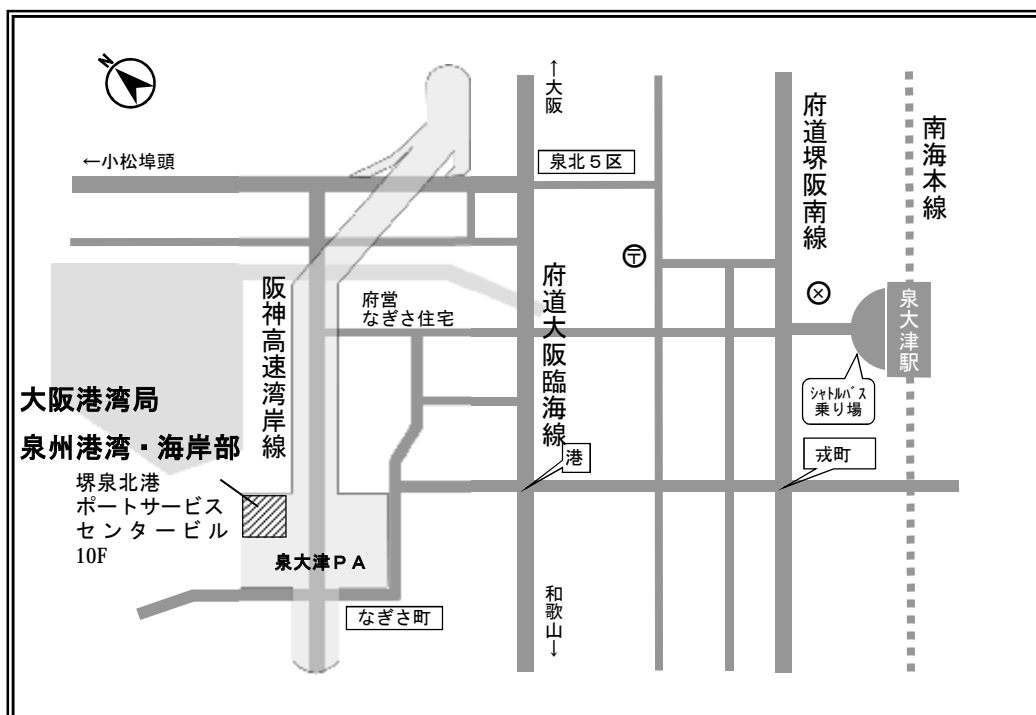 N
←小松埠頭
↑大阪
泉北５区
府道堺阪南線
南海本線
〒
阪神高速湾岸線
府営
なぎさ住宅
府道大阪臨海線
泉大津駅
ｼｬﾄﾙﾊﾞｽ
乗り場
大阪港湾局
泉州港湾・海岸部
堺泉北港
ポートサービス
センタービル
10F
港
戎町
泉大津ＰＡ
なぎさ町
和歌山↓